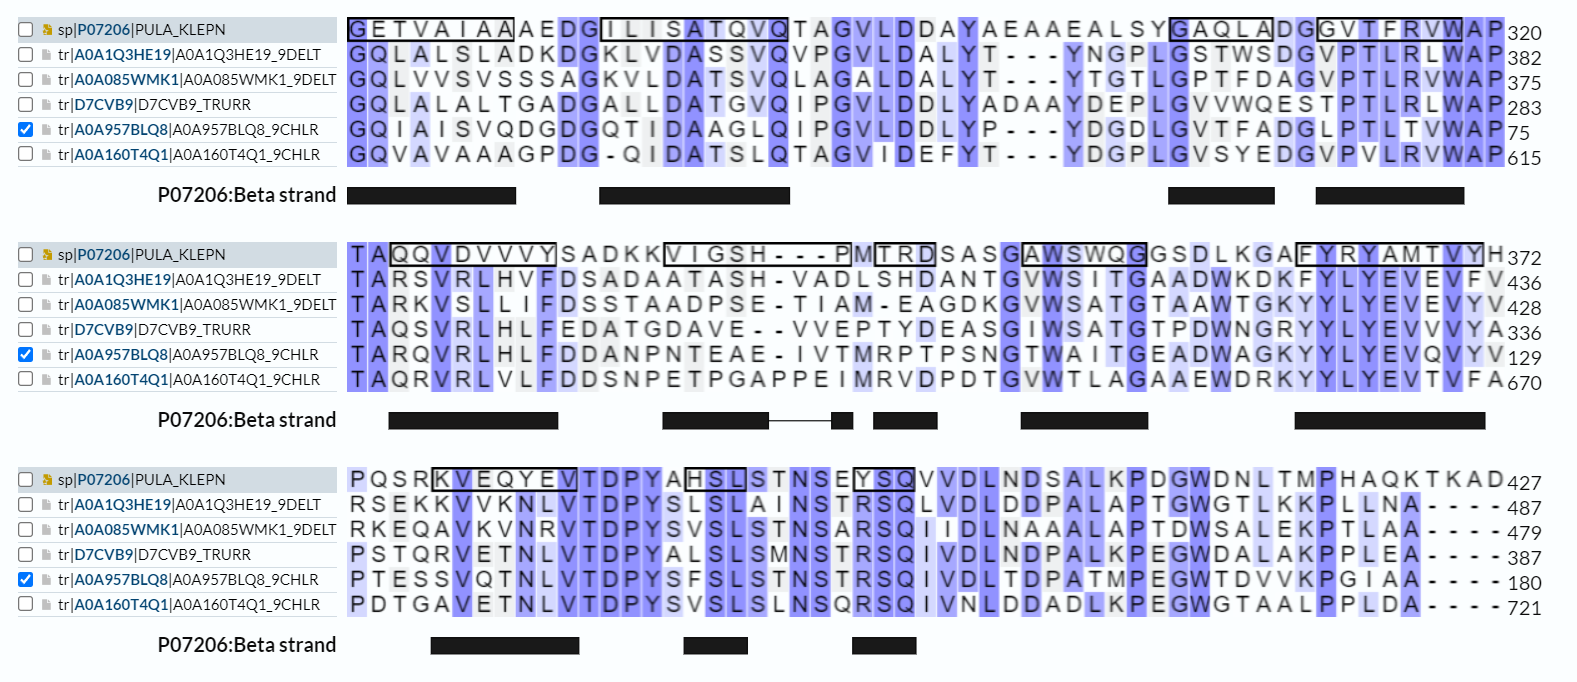 sp|P07206|PULA_KLEPN GETVAIAAAEDGILISATQVQTAGVLDDAYAEAAEALSYGAQLADGGVTFRVWAP 320
tr|A0A1Q3HE19|A0A1Q3HE19_9DELT GQLALSLADKDGKLVDASSVQVPGVLDALYT---YNGPLGSTWSDGVPTLRLWAP 382
tr|A0A085WMK1|A0A085WMK1_9DELT GQLVVSVSSSAGKVLDATSVQLAGALDALYT---YTGTLGPTFDAGVPTLRVWAP 375
tr|D7CVB9|D7CVB9_TRURR GQLALALTGADGALLDATGVQIPGVLDDLYADAAYDEPLGVVWQESTPTLRLWAP 283
tr|A0A957BLQ8|A0A957BLQ8_9CHLR GQIAISVQDGDGQTIDAAGLQIPGVLDDLYP---YDGDLGVTFADGLPTLTVWAP 75
tr|A0A160T4Q1|A0A160T4Q1_9CHLR GQVAVAAAGPDG-QIDATSLQTAGVIDEFYT---YDGPLGVSYEDGVPVLRVWAP 615
P07206:Beta strand
sp|P07206|PULA_KLEPN TAQQVDVVVYSADKKVIGSH---PMTRDSASGAWSWQGGSDLKGAFYRYAMTVYH 372
tr|A0A1Q3HE19|A0A1Q3HE19_9DELT TARSVRLHVFDSADAATASH-VADLSHDANTGVWSITGAADWKDKFYLYEVEVFV 436
tr|A0A085WMK1|A0A085WMK1_9DELT TARKVSLLIFDSSTAADPSE-TIAM-EAGDKGVWSATGTAAWTGKYYLYEVEVYV 428
tr|D7CVB9|D7CVB9_TRURR TAQSVRLHLFEDATGDAVE--VVEPTYDEASGIWSATGTPDWNGRYYLYEVVVYA 336
tr|A0A957BLQ8|A0A957BLQ8_9CHLR TARQVRLHLFDDANPNTEAE-IVTMRPTPSNGTWAITGEADWAGKYYLYEVQVYV 129
tr|A0A160T4Q1|A0A160T4Q1_9CHLR TAQRVRLVLFDDSNPETPGAPPEIMRVDPDTGVWTLAGAAEWDRKYYLYEVTVFA 670
P07206:Beta strand
sp|P07206|PULA_KLEPN PQSRKVEQYEVTDPYAHSLSTNSEYSQVVDLNDSALKPDGWDNLTMPHAQKTKAD 427
tr|A0A1Q3HE19|A0A1Q3HE19_9DELT RSEKKVVKNLVTDPYSLSLAINSTRSQLVDLDDPALAPTGWGTLKKPLLNA---- 487
tr|A0A085WMK1|A0A085WMK1_9DELT RKEQAVKVNRVTDPYSVSLSTNSARSQIIDLNAAALAPTDWSALEKPTLAA---- 479
tr|D7CVB9|D7CVB9_TRURR PSTQRVETNLVTDPYALSLSMNSTRSQIVDLNDPALKPEGWDALAKPPLEA---- 387
tr|A0A957BLQ8|A0A957BLQ8_9CHLR PTESSVQTNLVTDPYSFSLSTNSTRSQIVDLTDPATMPEGWTDVVKPGIAA---- 180
tr|A0A160T4Q1|A0A160T4Q1_9CHLR PDTGAVETNLVTDPYSVSLSLNSQRSQIVNLDDADLKPEGWGTAALPPLDA---- 721
P07206:Beta strand